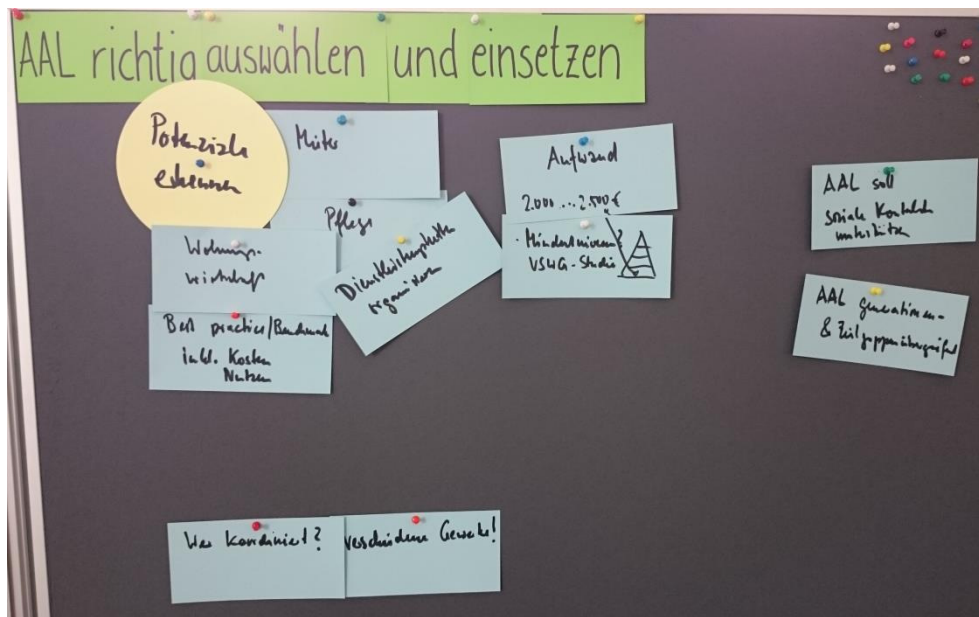 AAL richtig auswählen und einsetzen
Potenziale
erkennen
Mieter
Pflege
Wohnungs-
wirtschaft
Dienstleistungsketten
organisieren
Best practice/Benchmark
inkl. Kosten
Nutzen
Aufwand
2.000 ... 2.500 €
- Mindestniveau ?
VSWG-Studie
AAL soll
soziale Kontakte
unterstützen
AAL generationen-
& Zielgruppenübergreifend
Wer koordiniert?
verschiedene Gewerke!